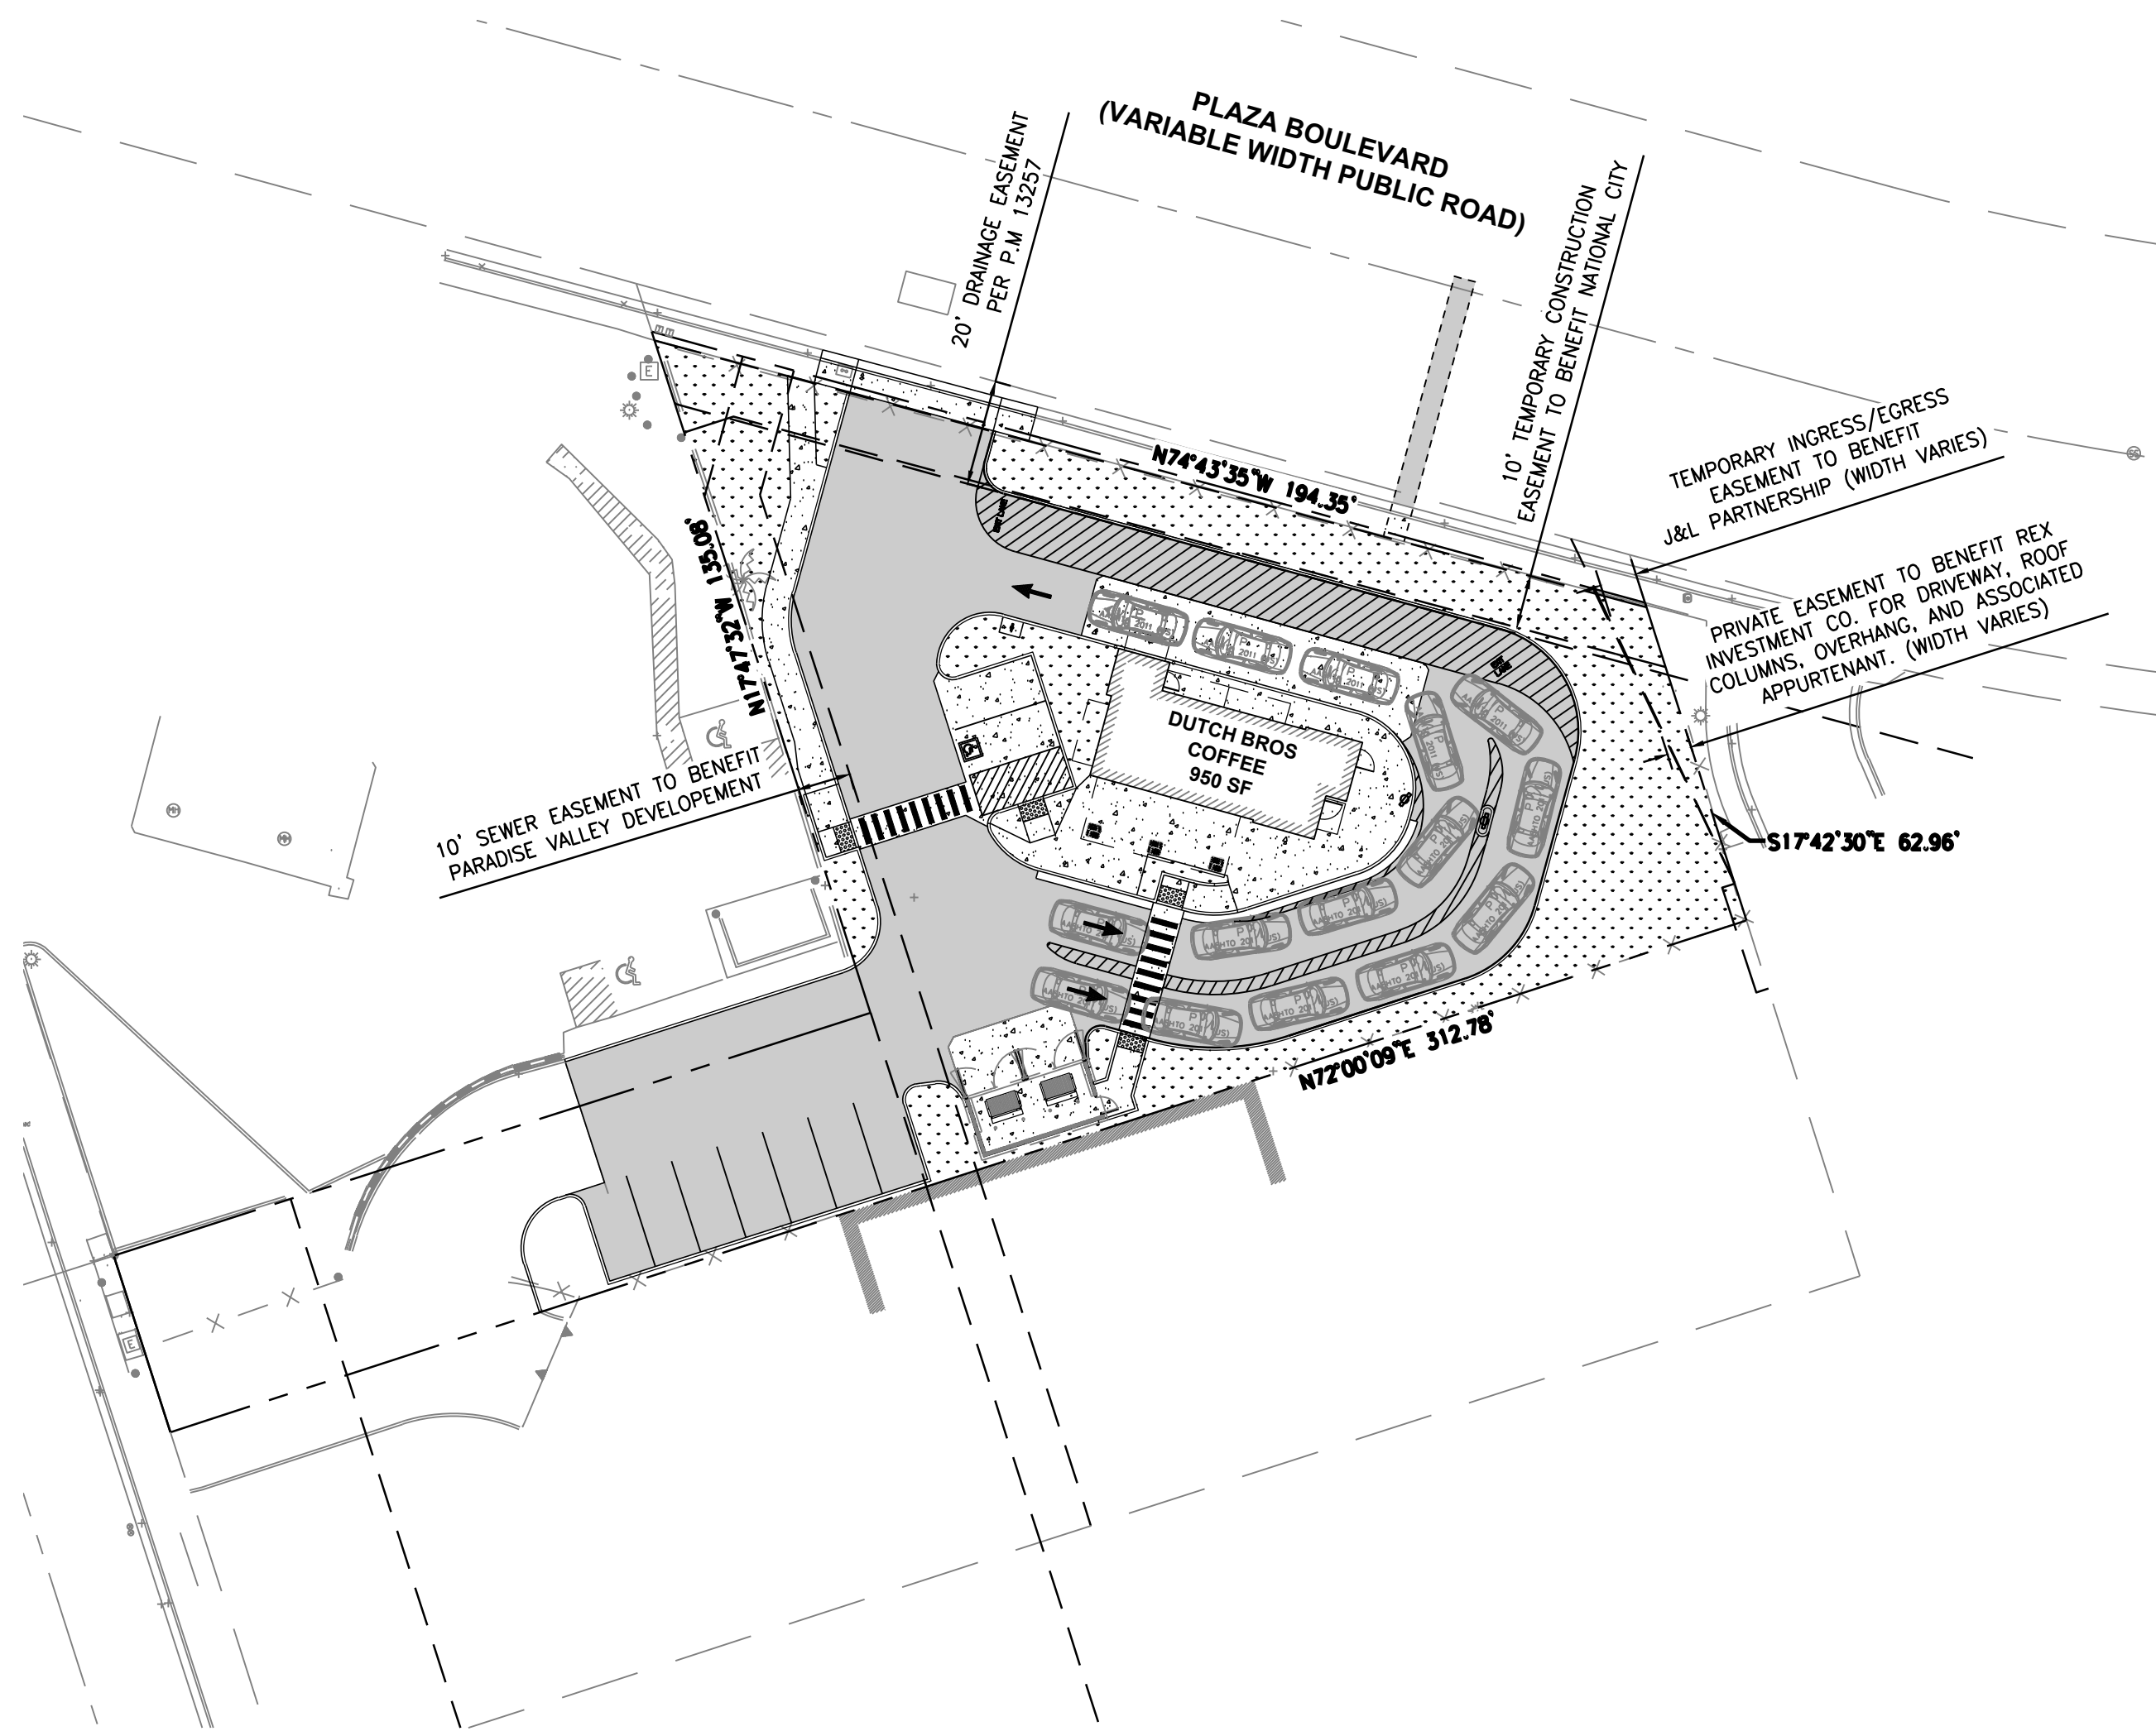 PLAZA BOULEVARD
(VARIABLE WIDTH PUBLIC ROAD)
20' DRAINAGE EASEMENT
PER P.M 13257
10' TEMPORARY CONSTRUCTION
EASEMENT TO BENEFIT NATIONAL CITY
TEMPORARY INGRESS/EGRESS
EASEMENT TO BENEFIT
J&L PARTNERSHIP (WIDTH VARIES)
PRIVATE EASEMENT TO BENEFIT REX
INVESTMENT CO. FOR DRIVEWAY, ROOF
COLUMNS, OVERHANG, AND ASSOCIATED
APPURTENANT. (WIDTH VARIES)
N74°43'35"W 194.35'
N17°47'32"W 135.08'
DUTCH BROS
COFFEE
950 SF
10' SEWER EASEMENT TO BENEFIT
PARADISE VALLEY DEVELOPEMENT
S17°42'30"E 62.96'
N72°00'09"E 312.78'
E
E